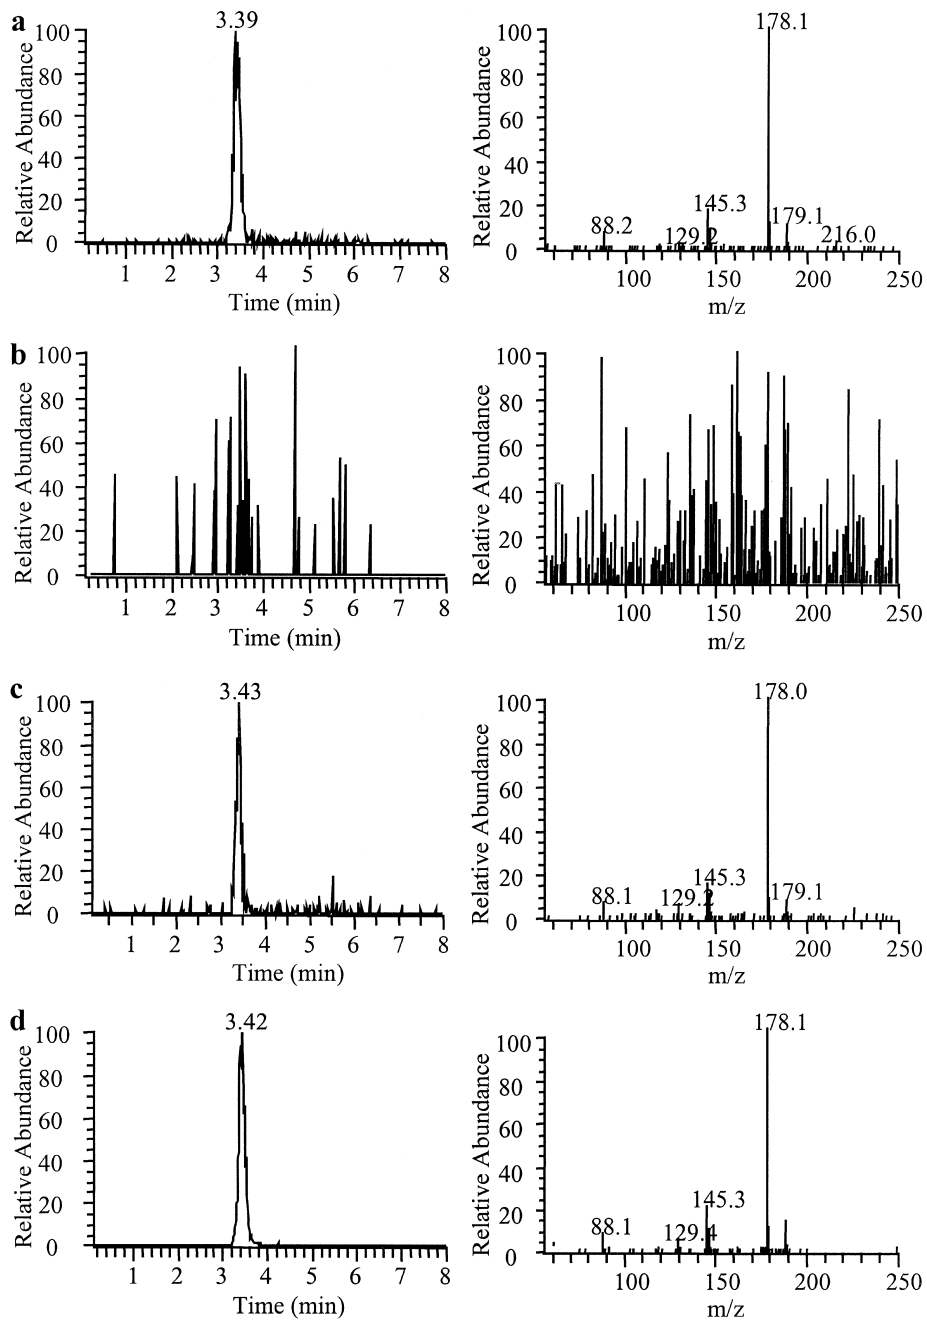 a
3.39
Relative Abundance
100
80
60
40
20
0
1 2 3 4 5 6 7 8
Time (min)
178.1
Relative Abundance
100
80
60
40
20
0
88.2
129.2
145.3
179.1
216.0
100 150 200 250
m/z
b
Relative Abundance
100
80
60
40
20
0
1 2 3 4 5 6 7 8
Time (min)
Relative Abundance
100
80
60
40
20
0
100 150 200 250
m/z
c
3.43
Relative Abundance
100
80
60
40
20
0
1 2 3 4 5 6 7 8
Time (min)
178.0
Relative Abundance
100
80
60
40
20
0
88.1
129.2
145.3
179.1
100 150 200 250
m/z
d
3.42
Relative Abundance
100
80
60
40
20
0
1 2 3 4 5 6 7 8
Time (min)
178.1
Relative Abundance
100
80
60
40
20
0
88.1
129.4
145.3
100 150 200 250
m/z